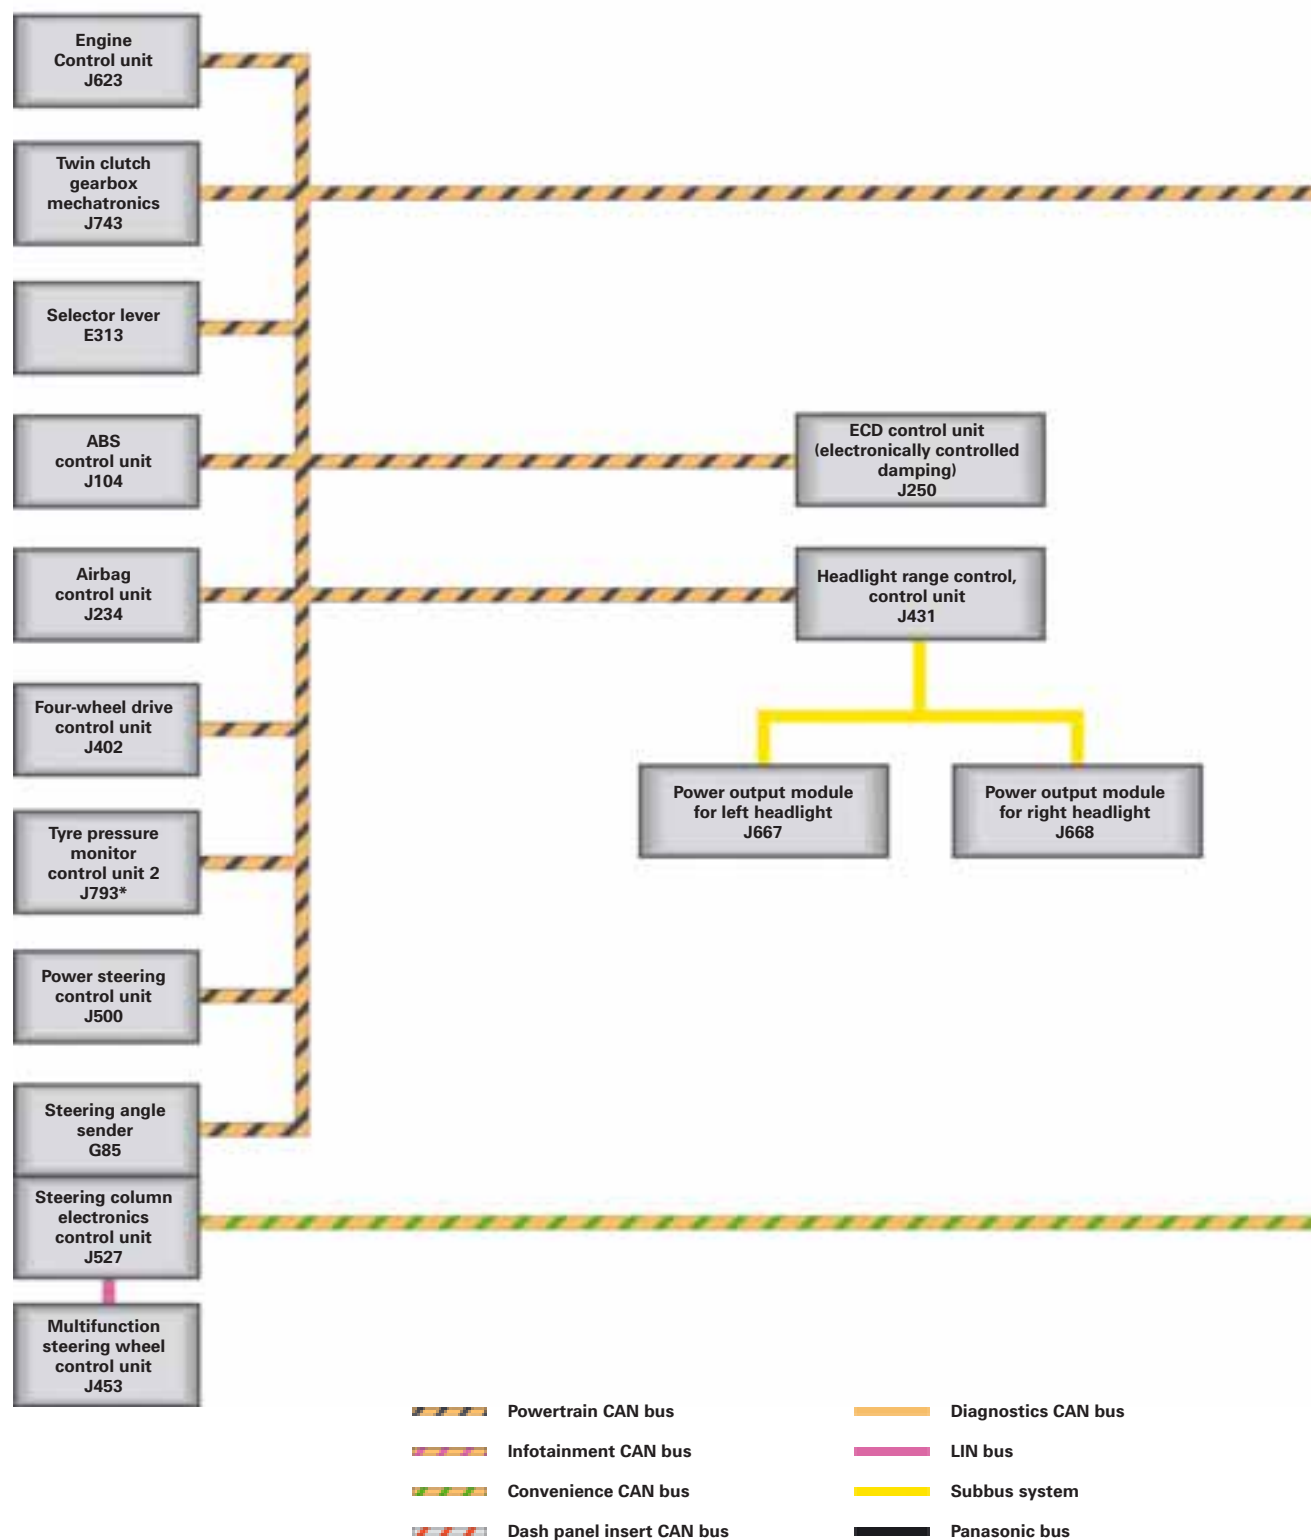 Engine
Control unit
J623
Twin clutch
gearbox
mechatronics
J743
Selector lever
E313
ABS
control unit
J104
ECD control unit
(electronically controlled
damping)
J250
Airbag
control unit
J234
Headlight range control,
control unit
J431
Four-wheel drive
control unit
J402
Power output module
for left headlight
J667
Power output module
for right headlight
J668
Tyre pressure
monitor
control unit 2
J793*
Power steering
control unit
J500
Steering angle
sender
G85
Steering column
electronics
control unit
J527
Multifunction
steering wheel
control unit
J453
Powertrain CAN bus
Infotainment CAN bus
Convenience CAN bus
Dash panel insert CAN bus
Diagnostics CAN bus
LIN bus
Subbus system
Panasonic bus